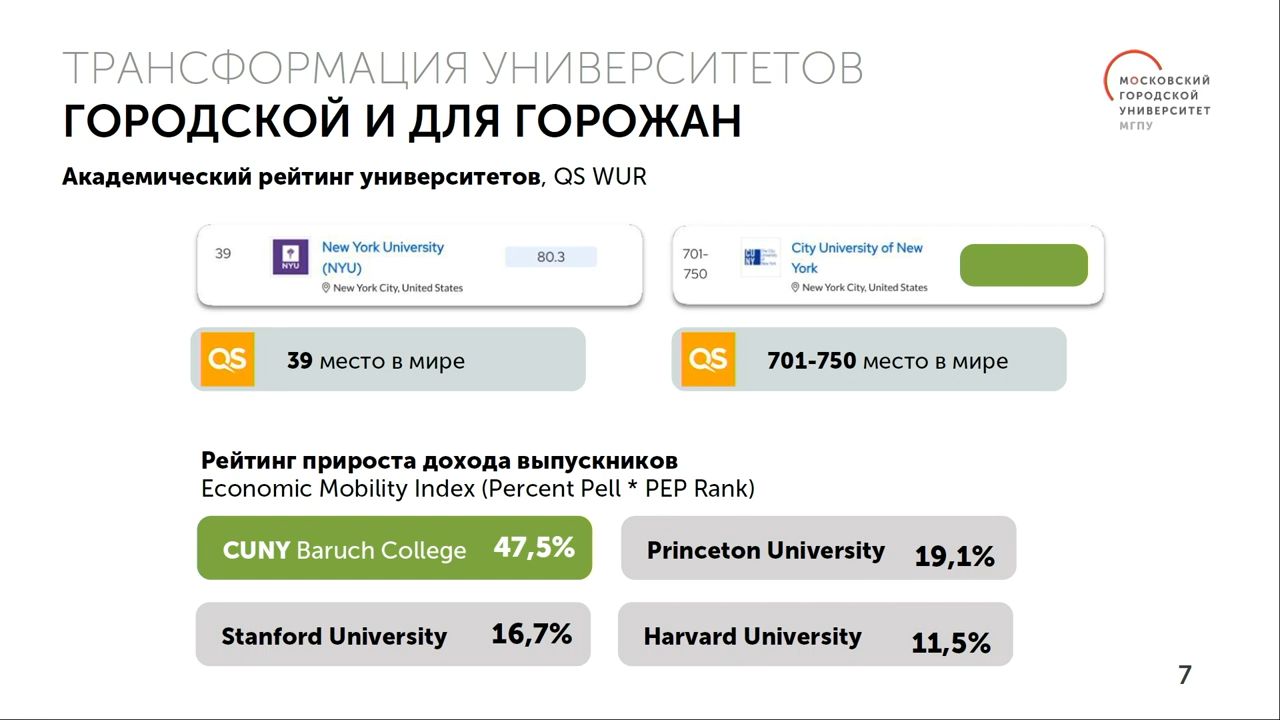 ТРАНСФОРМАЦИЯ УНИВЕРСИТЕТОВ
ГОРОДСКОЙ И ДЛЯ ГОРОЖАН
МОСКОВСКИЙ
ГОРОДСКОЙ
УНИВЕРСИТЕТ
МГПУ
Академический рейтинг университетов, QS WUR
39
NYU
New York University
(NYU)
New York City, United States
80.3
701-
750
City University of New
York
New York City, United States
QS
39 место в мире
QS
701-750 место в мире
Рейтинг прироста дохода выпускников
Economic Mobility Index (Percent Pell * PEP Rank)
CUNY Baruch College 47,5%
Princeton University 19,1%
Stanford University 16,7%
Harvard University 11,5%
7